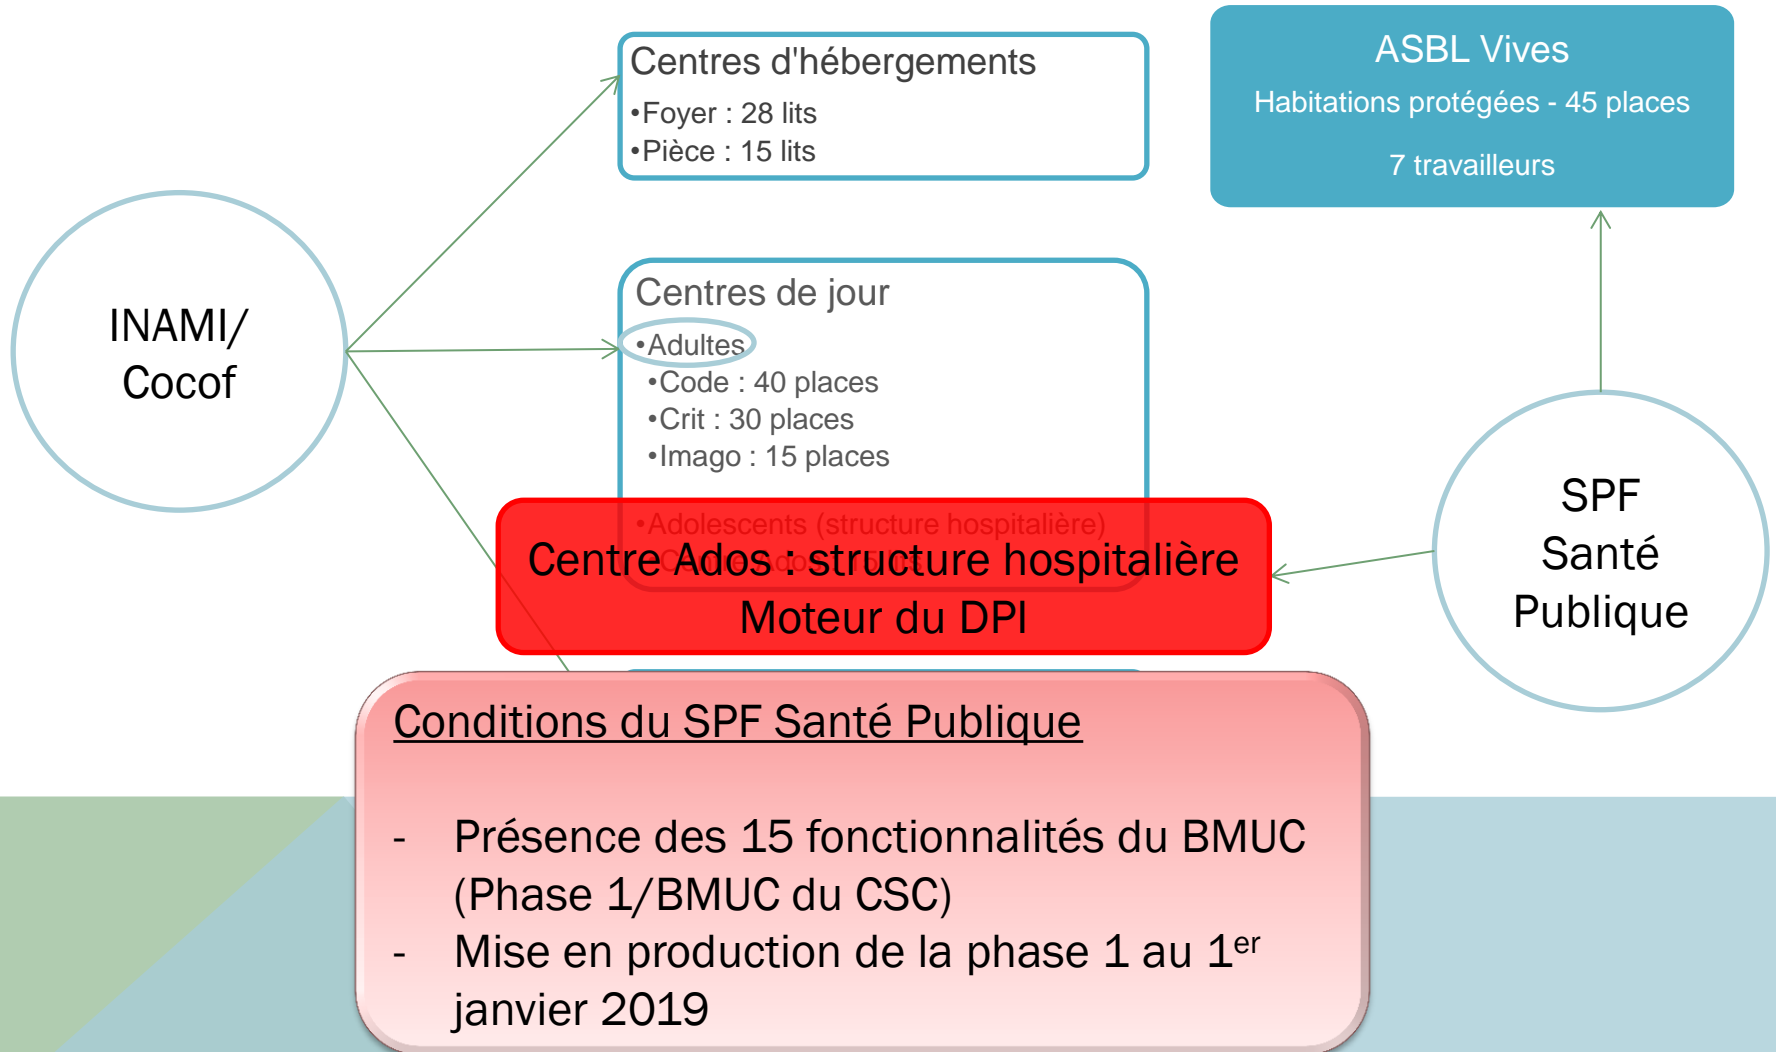 Centres d'hébergements
•Foyer : 28 lits
•Pièce : 15 lits
ASBL Vives
Habitations protégées - 45 places
7 travailleurs
INAMI/
Cocof
Centres de jour
•Adultes
•Code : 40 places
•Crit : 30 places
•Imago : 15 places
•Adolescents (structure hospitalière)
Centre Ados : structure hospitalière
Moteur du DPI
SPF
Santé
Publique
Conditions du SPF Santé Publique
- Présence des 15 fonctionnalités du BMUC
(Phase 1/BMUC du CSC)
- Mise en production de la phase 1 au 1er
janvier 2019